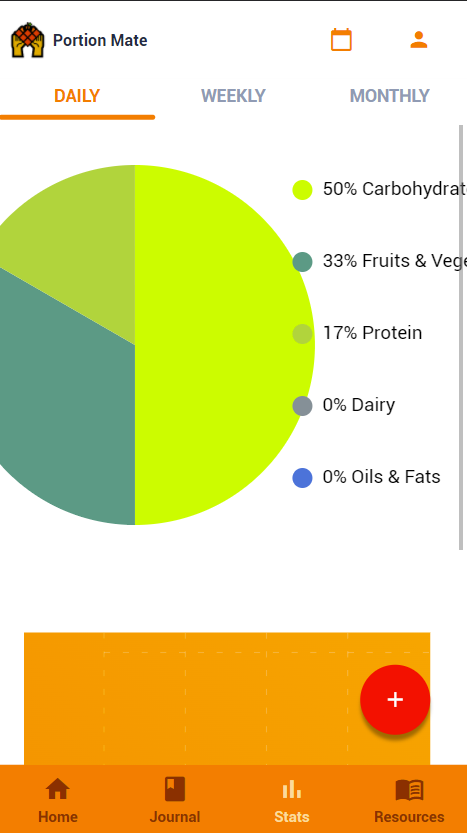 Portion Mate
DAILY
WEEKLY
MONTHLY
50% Carbohydrat
33% Fruits & Vege
17% Protein
0% Dairy
0% Oils & Fats
+
Home
Journal
Stats
Resources